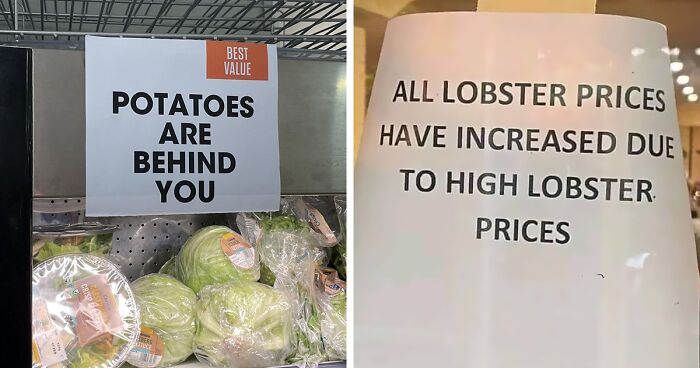 BEST
VALUE
POTATOES
ARE
BEHIND
YOU
ALL LOBSTER PRICES
HAVE INCREASED DUE
TO HIGH LOBSTER
PRICES